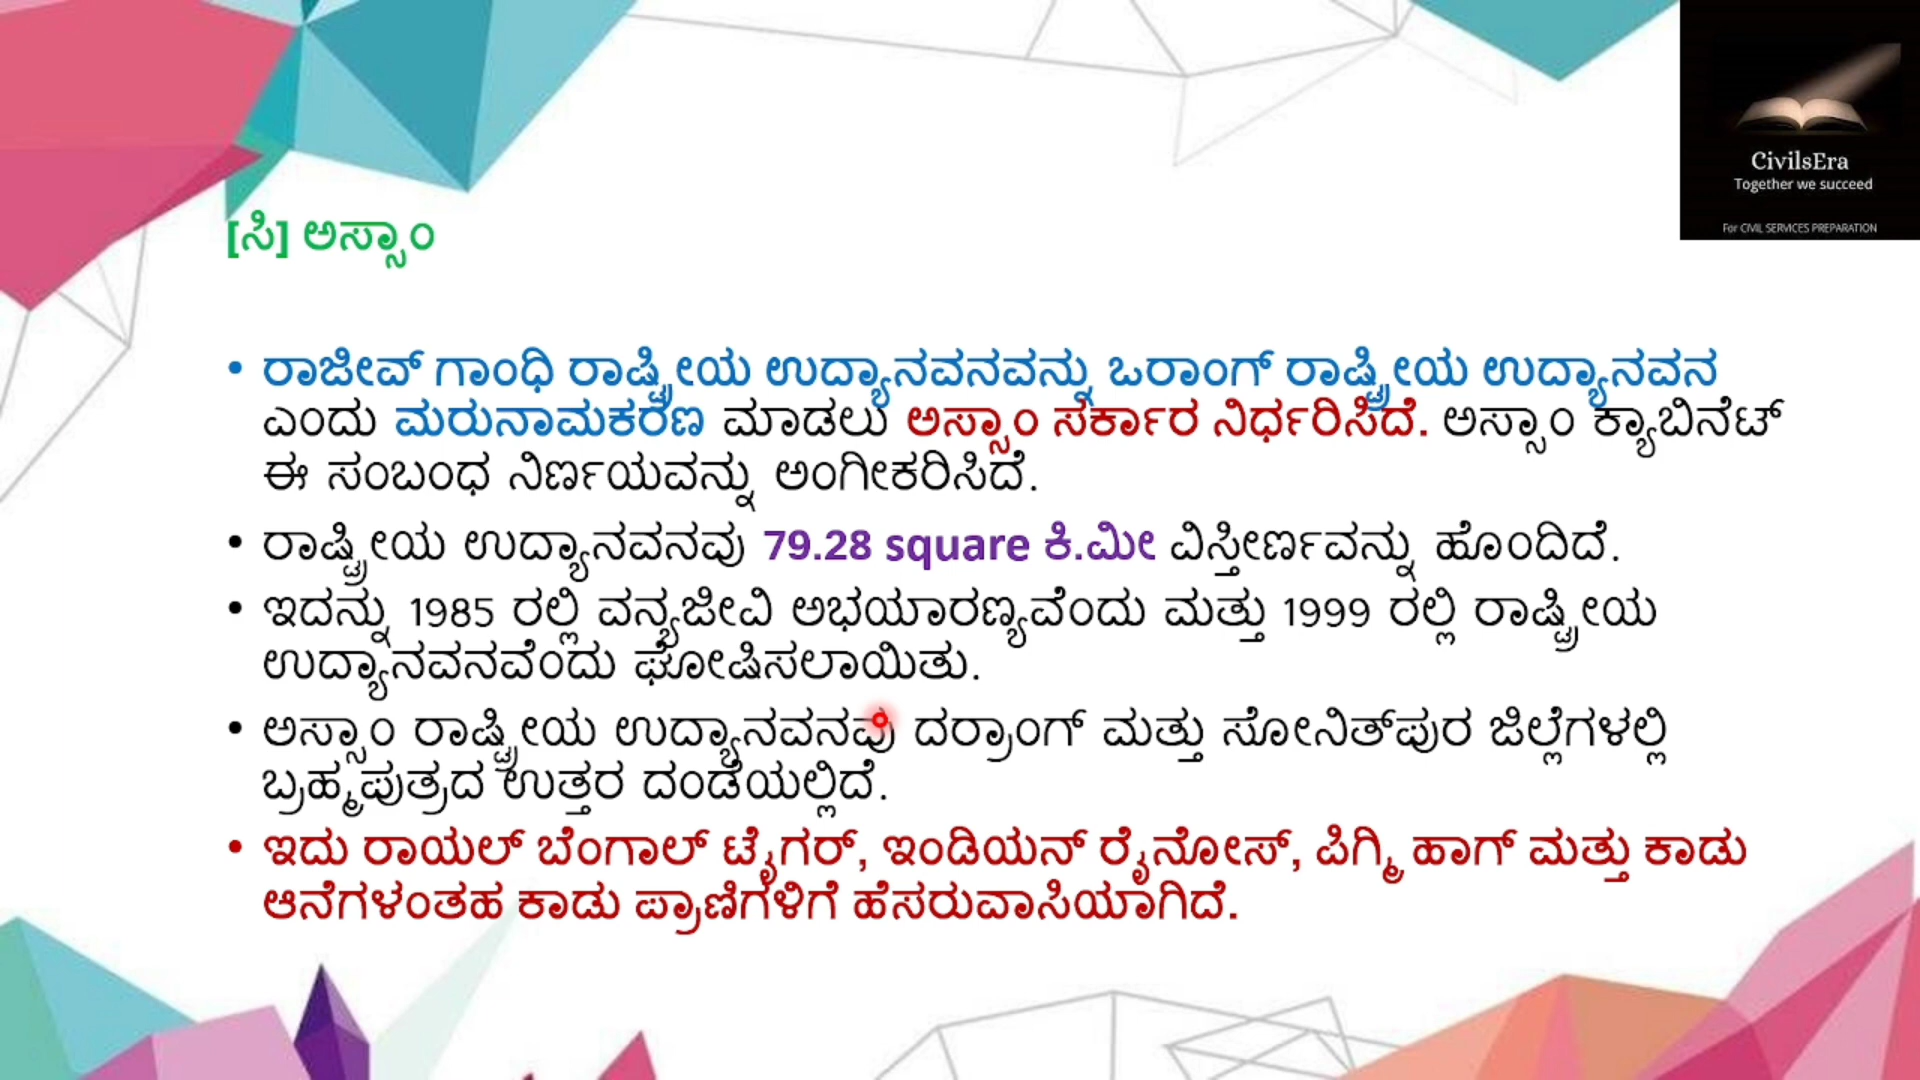 CivilsEra
Together we succeed
For CIVIL SERVICES PREPARATION
[ಸಿ] ಅಸ್ಸಾಂ
• ರಾಜೀವ್ ಗಾಂಧಿ ರಾಷ್ಟ್ರೀಯ ಉದ್ಯಾನವನವನ್ನು ಒರಾಂಗ್ ರಾಷ್ಟ್ರೀಯ ಉದ್ಯಾನವನ
ಎಂದು ಮರುನಾಮಕರಣ ಮಾಡಲು ಅಸ್ಸಾಂ ಸರ್ಕಾರ ನಿರ್ಧರಿಸಿದೆ. ಅಸ್ಸಾಂ ಕ್ಯಾಬಿನೆಟ್
ಈ ಸಂಬಂಧ ನಿರ್ಣಯವನ್ನು ಅಂಗೀಕರಿಸಿದೆ.
• ರಾಷ್ಟ್ರೀಯ ಉದ್ಯಾನವನವು 79.28 square ಕಿ.ಮೀ ವಿಸ್ತೀರ್ಣವನ್ನು ಹೊಂದಿದೆ.
• ಇದನ್ನು 1985 ರಲ್ಲಿ ವನ್ಯಜೀವಿ ಅಭಯಾರಣ್ಯವೆಂದು ಮತ್ತು 1999 ರಲ್ಲಿ ರಾಷ್ಟ್ರೀಯ
ಉದ್ಯಾನವನವೆಂದು ಘೋಷಿಸಲಾಯಿತು.
• ಅಸ್ಸಾಂ ರಾಷ್ಟ್ರೀಯ ಉದ್ಯಾನವನವು ದರ್ರಾಂಗ್ ಮತ್ತು ಸೋನಿತ್‌ಪುರ ಜಿಲ್ಲೆಗಳಲ್ಲಿ
ಬ್ರಹ್ಮಪುತ್ರದ ಉತ್ತರ ದಂಡೆಯಲ್ಲಿದೆ.
• ಇದು ರಾಯಲ್ ಬೆಂಗಾಲ್ ಟೈಗರ್, ಇಂಡಿಯನ್ ರೈನೋಸ್, ಪಿಗ್ಮಿ ಹಾಗ್ ಮತ್ತು ಕಾಡು
ಆನೆಗಳಂತಹ ಕಾಡು ಪ್ರಾಣಿಗಳಿಗೆ ಹೆಸರುವಾಸಿಯಾಗಿದೆ.